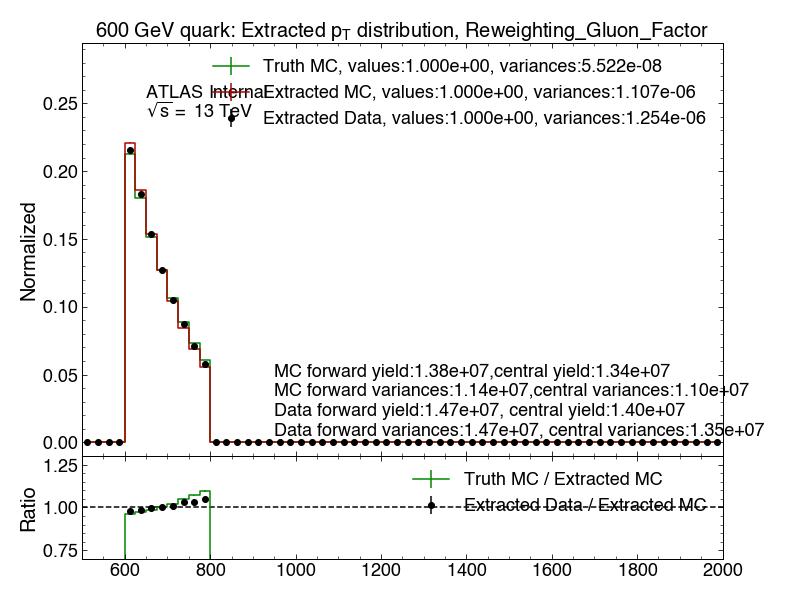 600 GeV quark: Extracted pT distribution, Reweighting_Gluon_Factor
Truth MC, values:1.000e+00, variances:5.522e-08
ATLAS Internal
Extracted MC, values:1.000e+00, variances:1.107e-06
√s = 13 TeV
Extracted Data, values:1.000e+00, variances:1.254e-06
0.25
0.20
0.15
0.10
0.05
0.00
Normalized
MC forward yield:1.38e+07,central yield:1.34e+07
MC forward variances:1.14e+07,central variances:1.10e+07
Data forward yield:1.47e+07, central yield:1.40e+07
Data forward variances:1.47e+07, central variances:1.35e+07
1.25
1.00
0.75
Ratio
Truth MC / Extracted MC
Extracted Data / Extracted MC
600 800 1000 1200 1400 1600 1800 2000